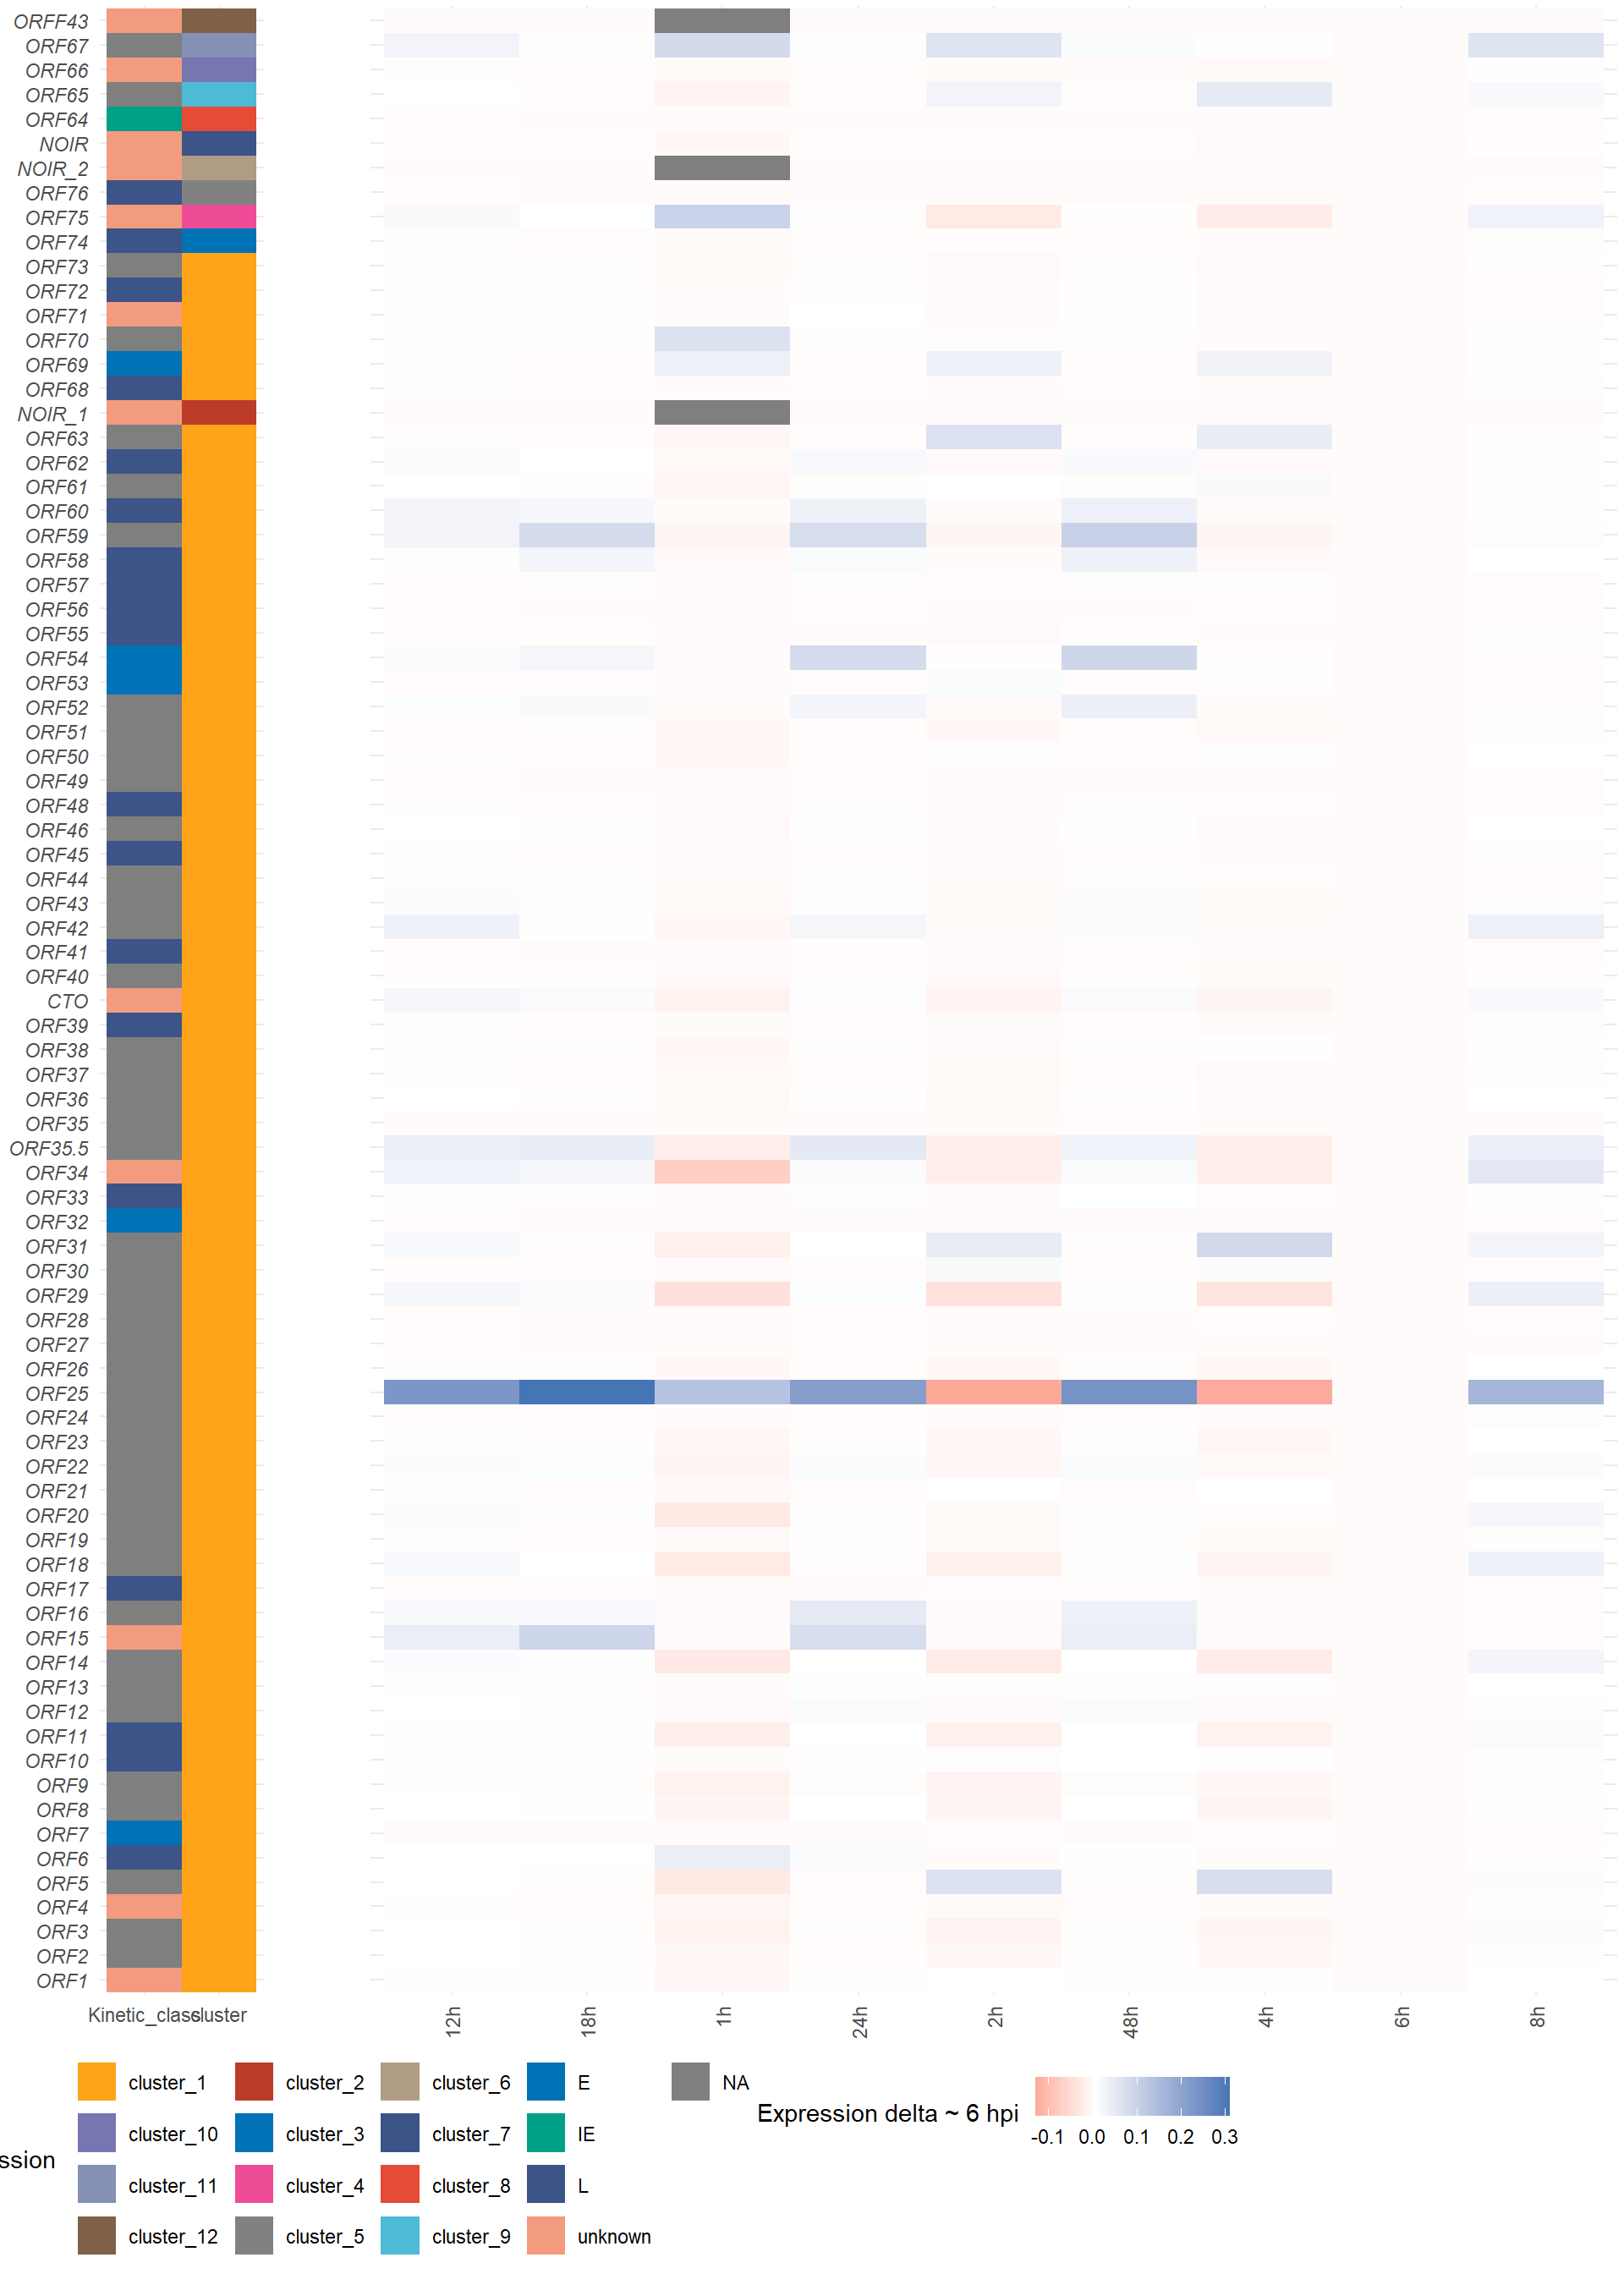 ORFF43
ORF67
ORF66
ORF65
ORF64
NOIR
NOIR_2
ORF76
ORF75
ORF74
ORF73
ORF72
ORF71
ORF70
ORF69
ORF68
NOIR_1
ORF63
ORF62
ORF61
ORF60
ORF59
ORF58
ORF57
ORF56
ORF55
ORF54
ORF53
ORF52
ORF51
ORF50
ORF49
ORF48
ORF46
ORF45
ORF44
ORF43
ORF42
ORF41
ORF40
CTO
ORF39
ORF38
ORF37
ORF36
ORF35
ORF35.5
ORF34
ORF33
ORF32
ORF31
ORF30
ORF29
ORF28
ORF27
ORF26
ORF25
ORF24
ORF23
ORF22
ORF21
ORF20
ORF19
ORF18
ORF17
ORF16
ORF15
ORF14
ORF13
ORF12
ORF11
ORF10
ORF9
ORF8
ORF7
ORF6
ORF5
ORF4
ORF3
ORF2
ORF1
Kinetic_class cluster 12h 18h 1h 24h 2h 48h 4h 6h 8h
cluster_1 cluster_2 cluster_6 E NA
cluster_10 cluster_3 cluster_7 IE
ssion
cluster_11 cluster_4 cluster_8 L
cluster_12 cluster_5 cluster_9 unknown
Expression delta ~ 6 hpi
-0.1 0.0 0.1 0.2 0.3